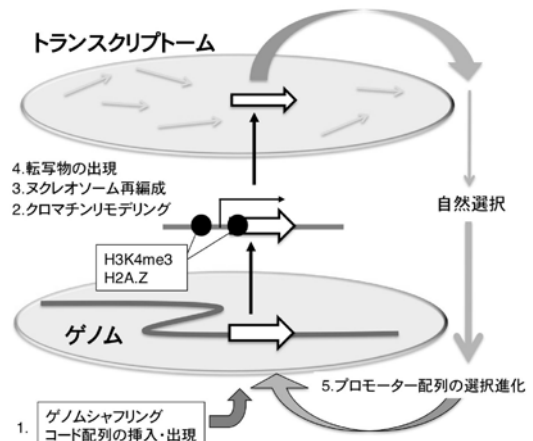 トランスクリプトーム
4.転写物の出現
3.ヌクレオソーム再編成
2.クロマチンリモデリング
自然選択
H3K4me3
H2A.Z
ゲノム
5.プロモーター配列の選択進化
1.
ゲノムシャフリング
コード配列の挿入・出現